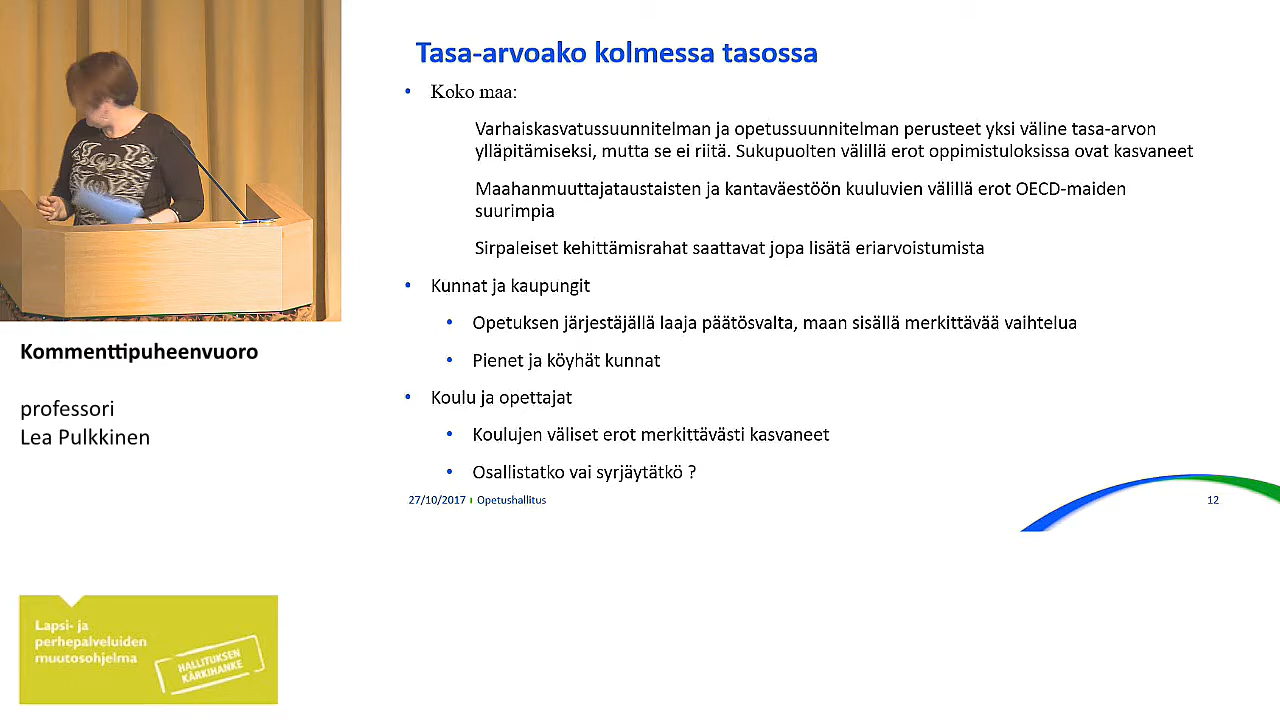 Tasa-arvoako kolmessa tasossa
Koko maa:
Varhaiskasvatussuunnitelman ja opetussuunnitelman perusteet yksi väline tasa-arvon
ylläpitämiseksi, mutta se ei riitä. Sukupuolten välillä erot oppimistuloksissa ovat kasvaneet
Maahanmuuttajataustaisten ja kantaväestöön kuuluvien välillä erot OECD-maiden
suurimpia
Sirpaleiset kehittämisrahat saattavat jopa lisätä eriarvoistumista
Kunnat ja kaupungit
Opetuksen järjestäjällä laaja päätösvalta, maan sisällä merkittävää vaihtelua
Pienet ja köyhät kunnat
Koulu ja opettajat
Koulujen väliset erot merkittävästi kasvaneet
Osallistatko vai syrjäytätkö ?
27/10/2017 Opetushallitus 12
Kommenttipuheenvuoro
professori
Lea Pulkkinen
Lapsi- ja
perhepalveluiden
muutosohjelma
HALLITUKSEN
KÄRKIHANKE